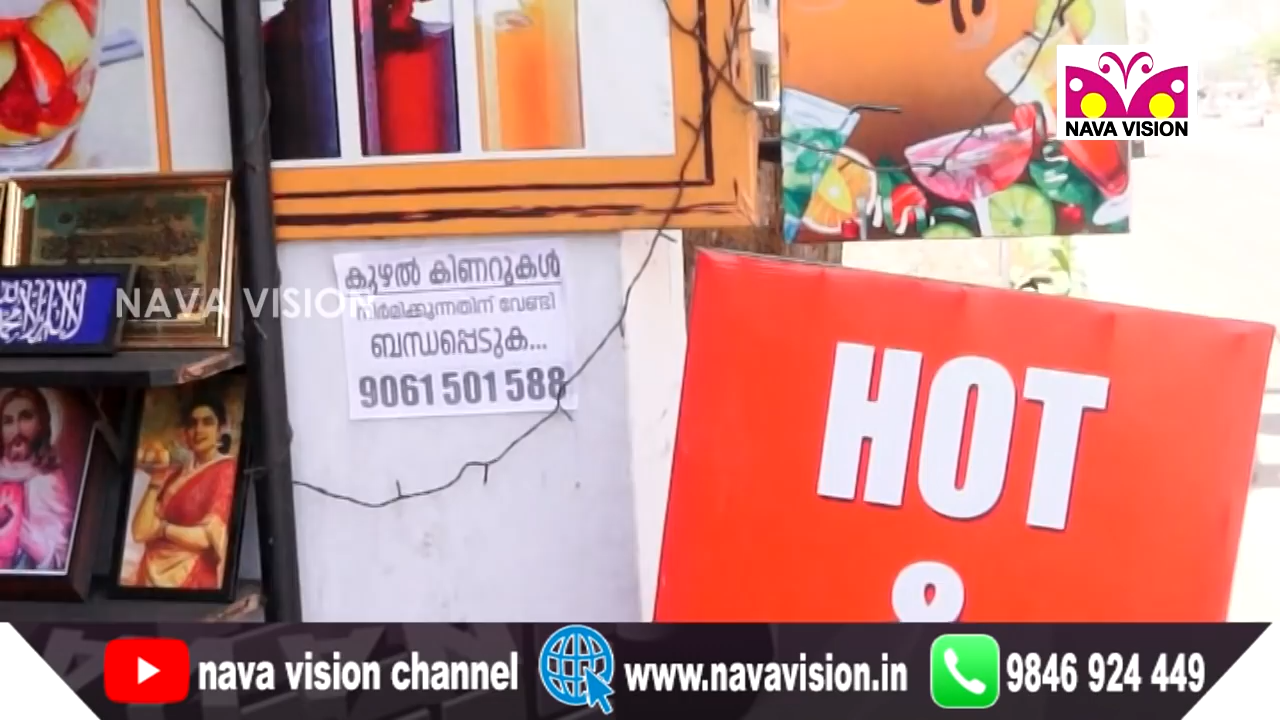 NAVA VISION
NAVA VISION
കുഴൽ കിണറുകൾ
നിർമിക്കുന്നതിന് വേണ്ടി
ബന്ധപ്പെടുക...
9061 501 588
HOT
&
nava vision channel
www.navavision.in
9846 924 449